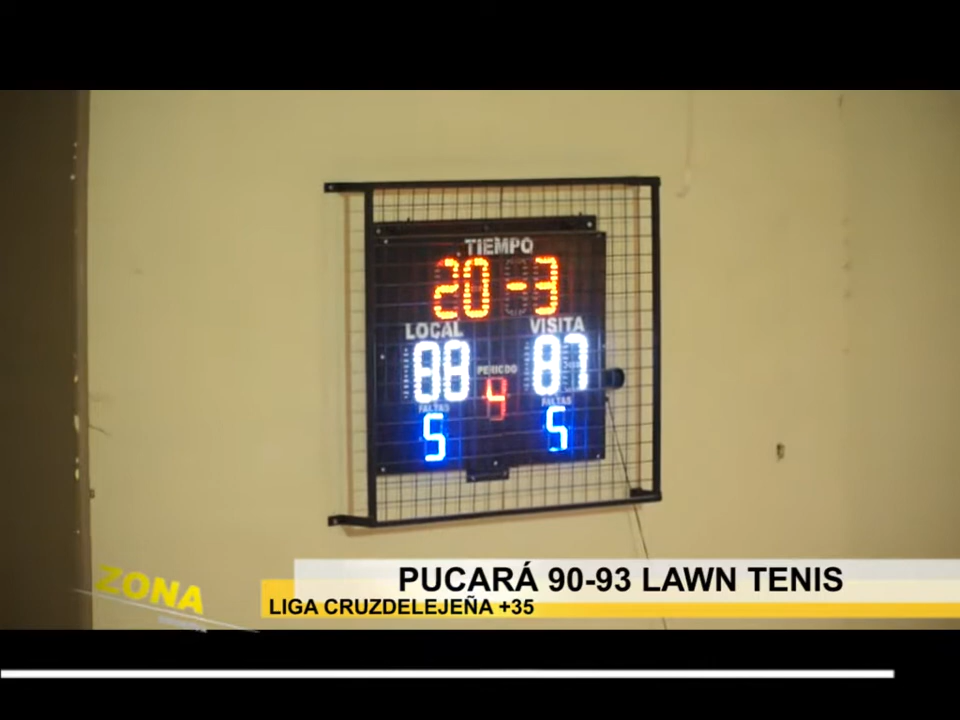 TIEMPO
20-3
LOCAL VISITA
88 87
PERIODO
4
FALTAS FALTAS
5 5
PUCARÁ 90-93 LAWN TENIS
ZONA
LIGA CRUZDELEJEÑA +35